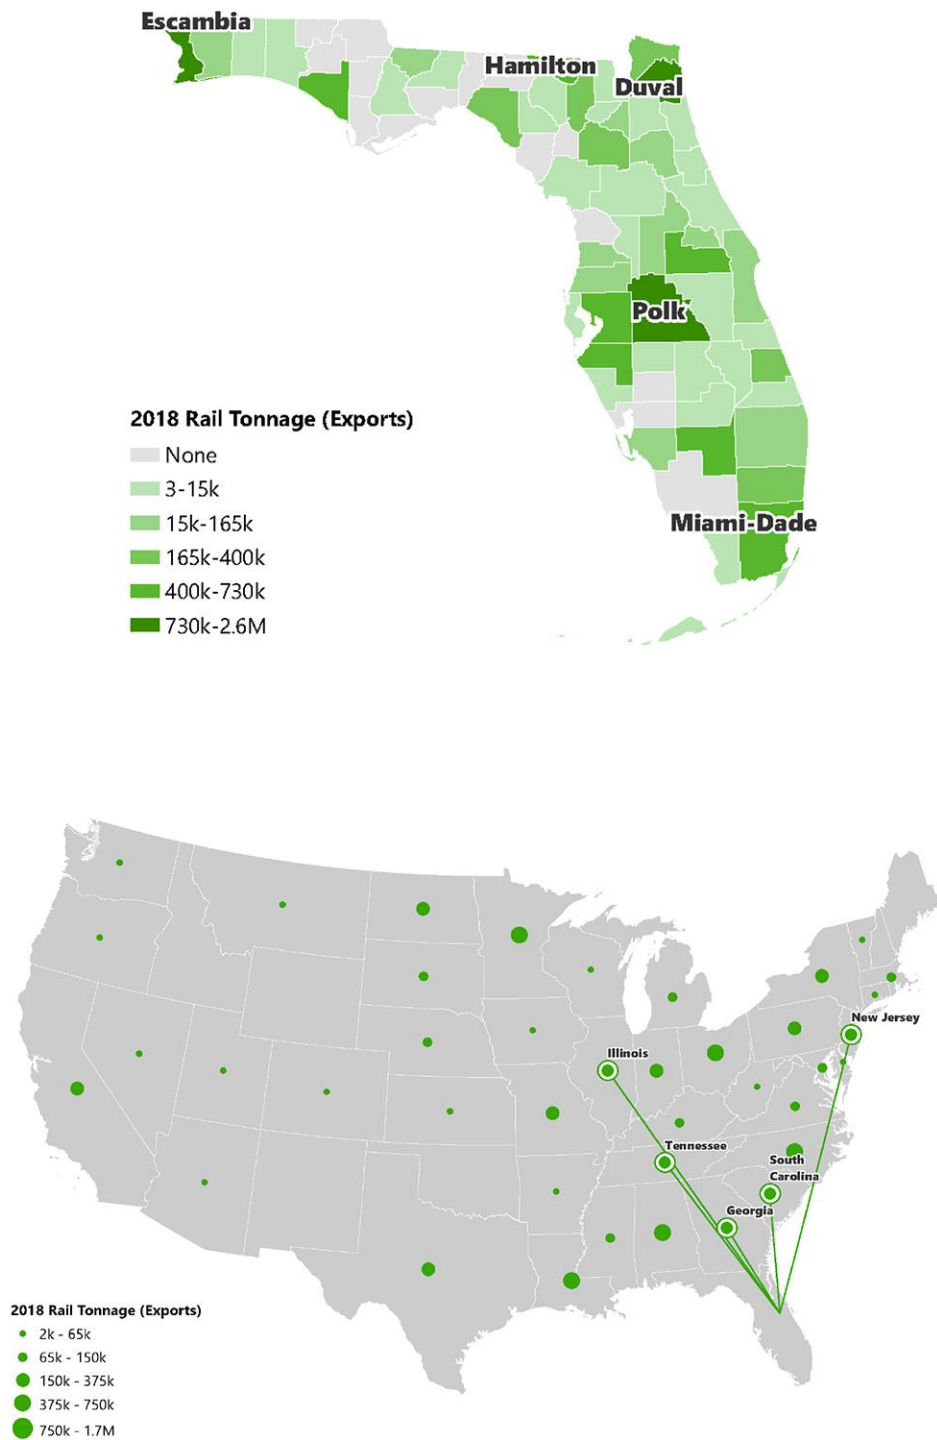 Escambia
Hamilton
Duval
Polk
2018 Rail Tonnage (Exports)
None
3-15k
15k-165k
165k-400k
400k-730k
730k-2.6M
Miami-Dade
New Jersey
Illinois
Tennessee
South
Carolina
Georgia
2018 Rail Tonnage (Exports)
2k - 65k
65k - 150k
150k - 375k
375k - 750k
750k - 1.7M